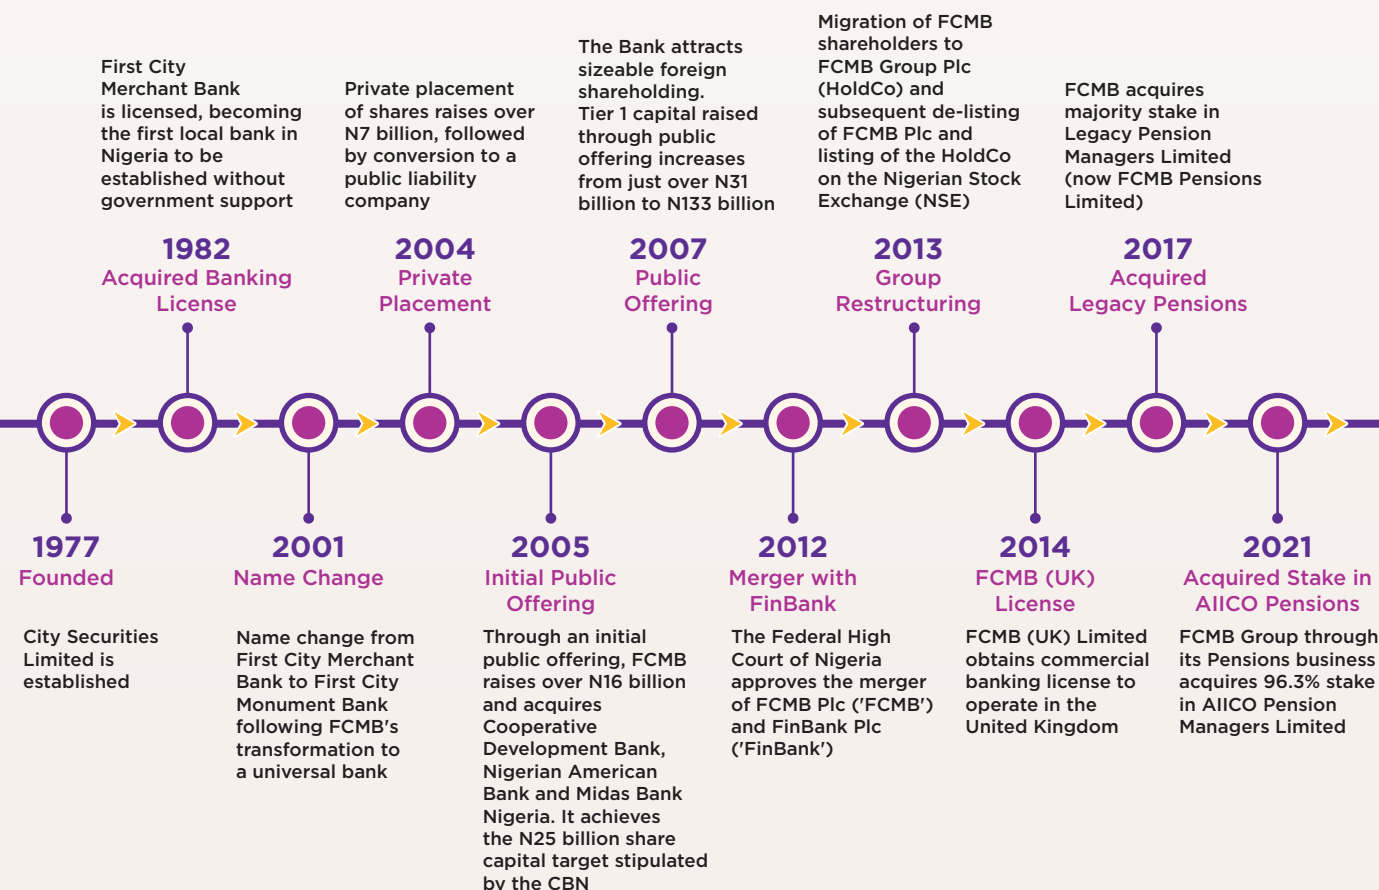 First City
Merchant Bank
is licensed, becoming
the first local bank in
Nigeria to be
established without
government support
1982
Acquired Banking
License
Private placement
of shares raises over
N7 billion, followed
by conversion to a
public liability
company
2004
Private
Placement
The Bank attracts
sizeable foreign
shareholding.
Tier 1 capital raised
through public
offering increases
from just over N31
billion to N133 billion
2007
Public
Offering
Migration of FCMB
shareholders to
FCMB Group Plc
(HoldCo) and
subsequent de-listing
of FCMB Plc and
listing of the HoldCo
on the Nigerian Stock
Exchange (NSE)
2013
Group
Restructuring
FCMB acquires
majority stake in
Legacy Pension
Managers Limited
(now FCMB Pensions
Limited)
2017
Acquired
Legacy Pensions
1977
Founded
City Securities
Limited is
established
2001
Name Change
Name change from
First City Merchant
Bank to First City
Monument Bank
following FCMB's
transformation to
a universal bank
2005
Initial Public
Offering
Through an initial
public offering, FCMB
raises over N16 billion
and acquires
Cooperative
Development Bank,
Nigerian American
Bank and Midas Bank
Nigeria. It achieves
the N25 billion share
capital target stipulated
by the CBN
2012
Merger with
FinBank
The Federal High
Court of Nigeria
approves the merger
of FCMB Plc ('FCMB')
and FinBank Plc
('FinBank')
2014
FCMB (UK)
License
FCMB (UK) Limited
obtains commercial
banking license to
operate in the
United Kingdom
2021
Acquired Stake in
AIICO Pensions
FCMB Group through
its Pensions business
acquires 96.3% stake
in AIICO Pension
Managers Limited